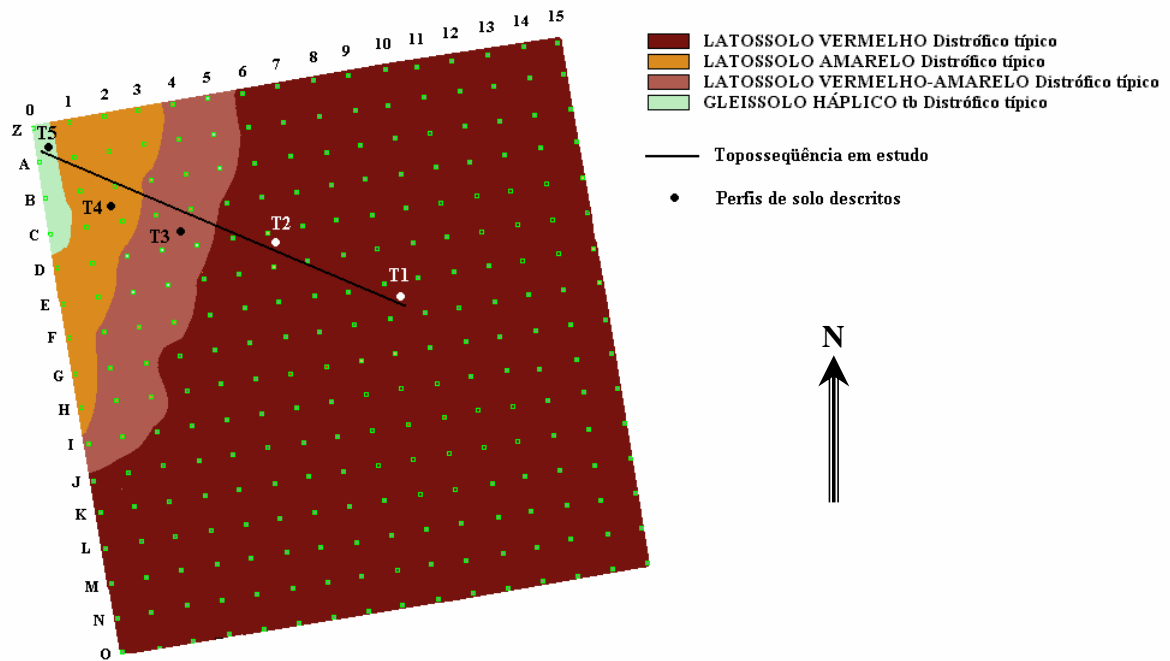 0 1 2 3 4 5 6 7 8 9 10 11 12 13 14 15
Z
A
B
C
D
E
F
G
H
I
J
K
L
M
N
O
T5
T4
T3
T2
T1
LATOSSOLO VERMELHO Distrófico típico
LATOSSOLO AMARELO Distrófico típico
LATOSSOLO VERMELHO-AMARELO Distrófico típico
GLEISSOLO HÁPLICO tb Distrófico típico
Toposseqüência em estudo
Perfis de solo descritos
N